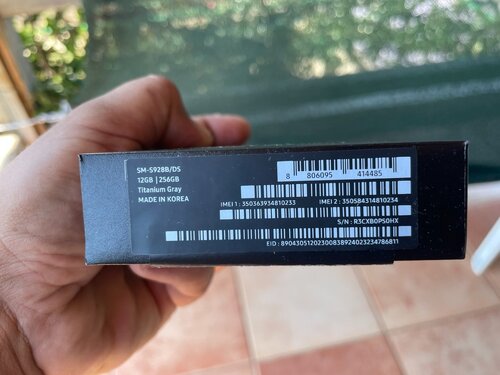 SM-S928B/DS
12GB | 256GB
Titanium Gray
MADE IN KOREA
8 806095 414485
IMEI 1 : 350363934810233
IMEI 2 : 350584314810234
S/N : R3CXB0P50HX
EID : 89043051202300838924023234786811